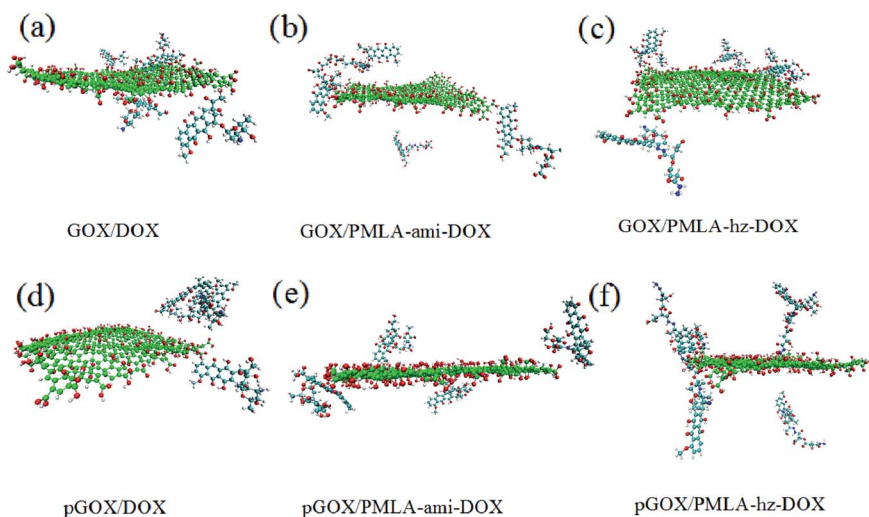 (a)
(b)
(c)
GOX/DOX
GOX/PMLA-ami-DOX
GOX/PMLA-hz-DOX
(d)
(e)
(f)
pGOX/DOX
pGOX/PMLA-ami-DOX
pGOX/PMLA-hz-DOX